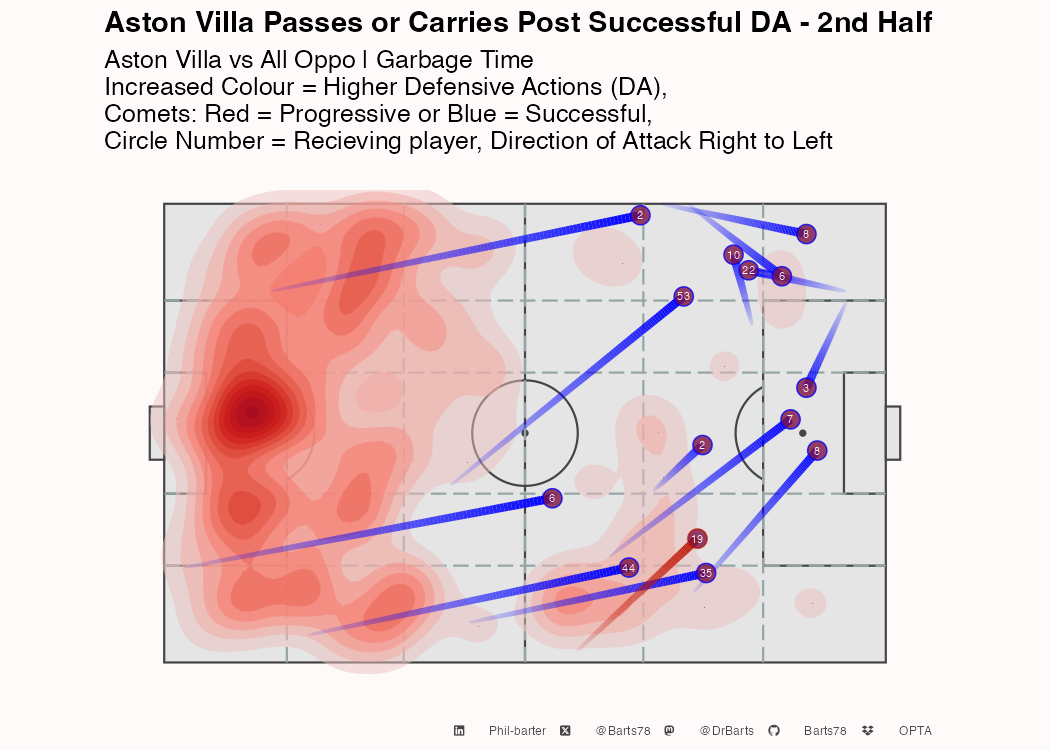 Aston Villa Passes or Carries Post Successful DA - 2nd Half
Aston Villa vs All Oppo | Garbage Time
Increased Colour = Higher Defensive Actions (DA),
Comets: Red = Progressive or Blue = Successful,
Circle Number = Recieving player, Direction of Attack Right to Left
2
8
10
22
6
53
3
7
2
8
6
19
44
35
Phil-barter @Barts78 @DrBarts Barts78 OPTA